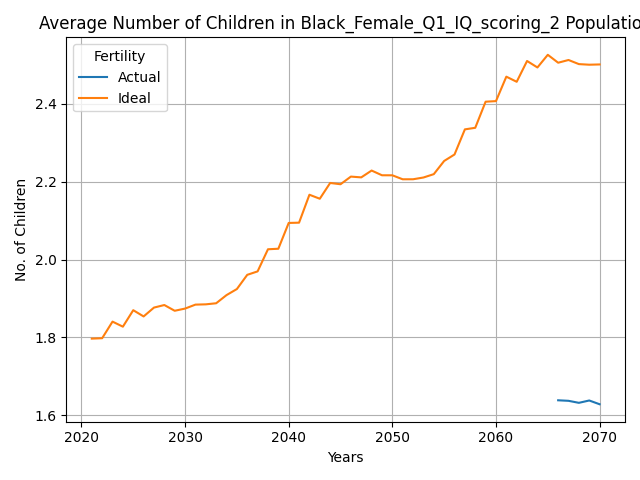 Average Number of Children in Black_Female_Q1_IQ_scoring_2 Populatio
Fertility
Actual
Ideal
No. of Children
2.4
2.2
2.0
1.8
1.6
2020 2030 2040 2050 2060 2070
Years